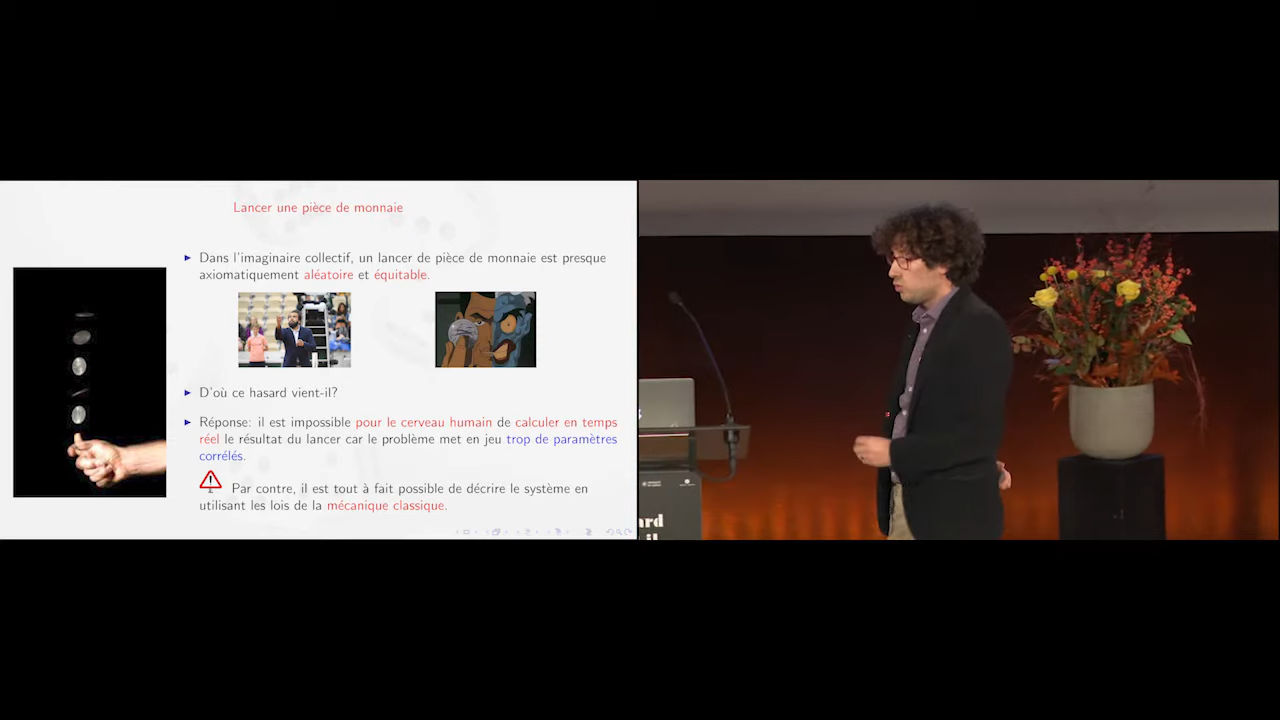 Lancer une pièce de monnaie
Dans l'imaginaire collectif, un lancer de pièce de monnaie est presque
axiomatiquement aléatoire et équitable.
D'où ce hasard vient-il?
Réponse: il est impossible pour le cerveau humain de calculer en temps
réel le résultat du lancer car le problème met en jeu trop de paramètres
corrélés.
Par contre, il est tout à fait possible de décrire le système en
utilisant les lois de la mécanique classique.
ard
il